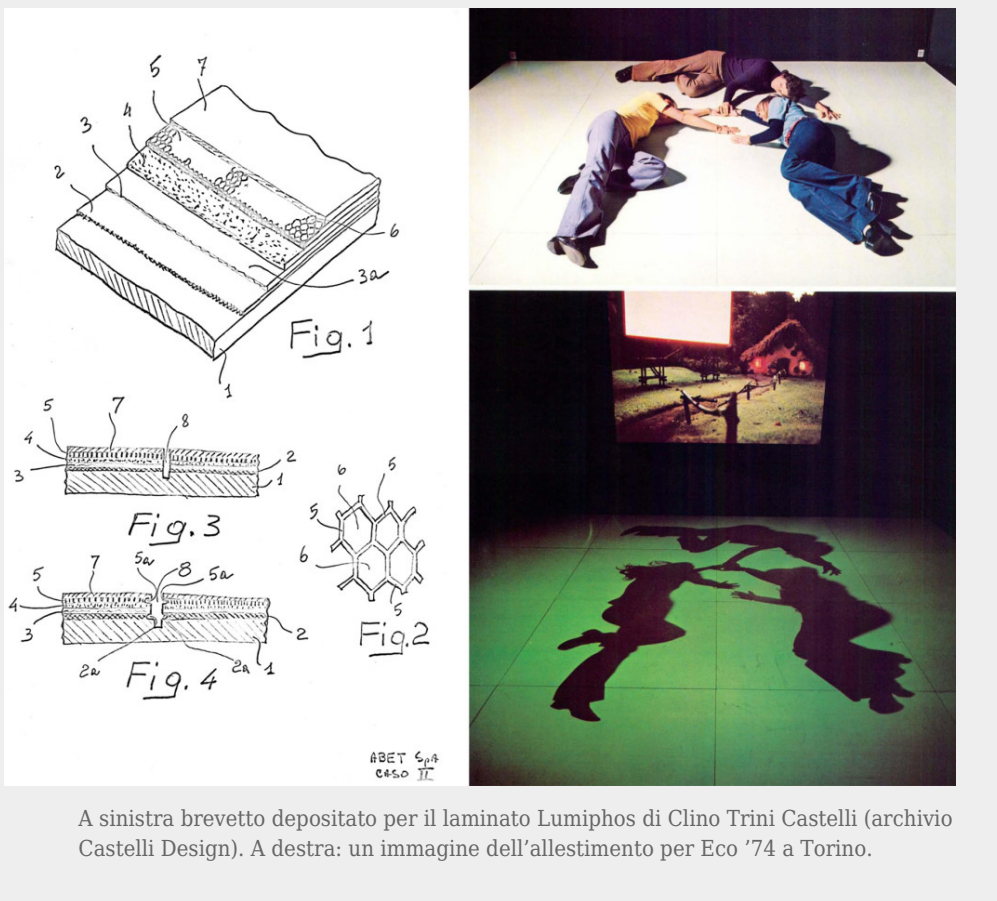 5 7
4
3
2
6
3a
Fig. 1
1
5 7 8
4
3
2
1
Fig. 3
6 5
5
6
5
Fig. 2
5 7 5a 8 5a
4
3
2
2a 2a 1
Fig. 4
ABET SpA
CASO II
A sinistra brevetto depositato per il laminato Lumiphos di Clino Trini Castelli (archivio
Castelli Design). A destra: un immagine dell’allestimento per Eco ’74 a Torino.